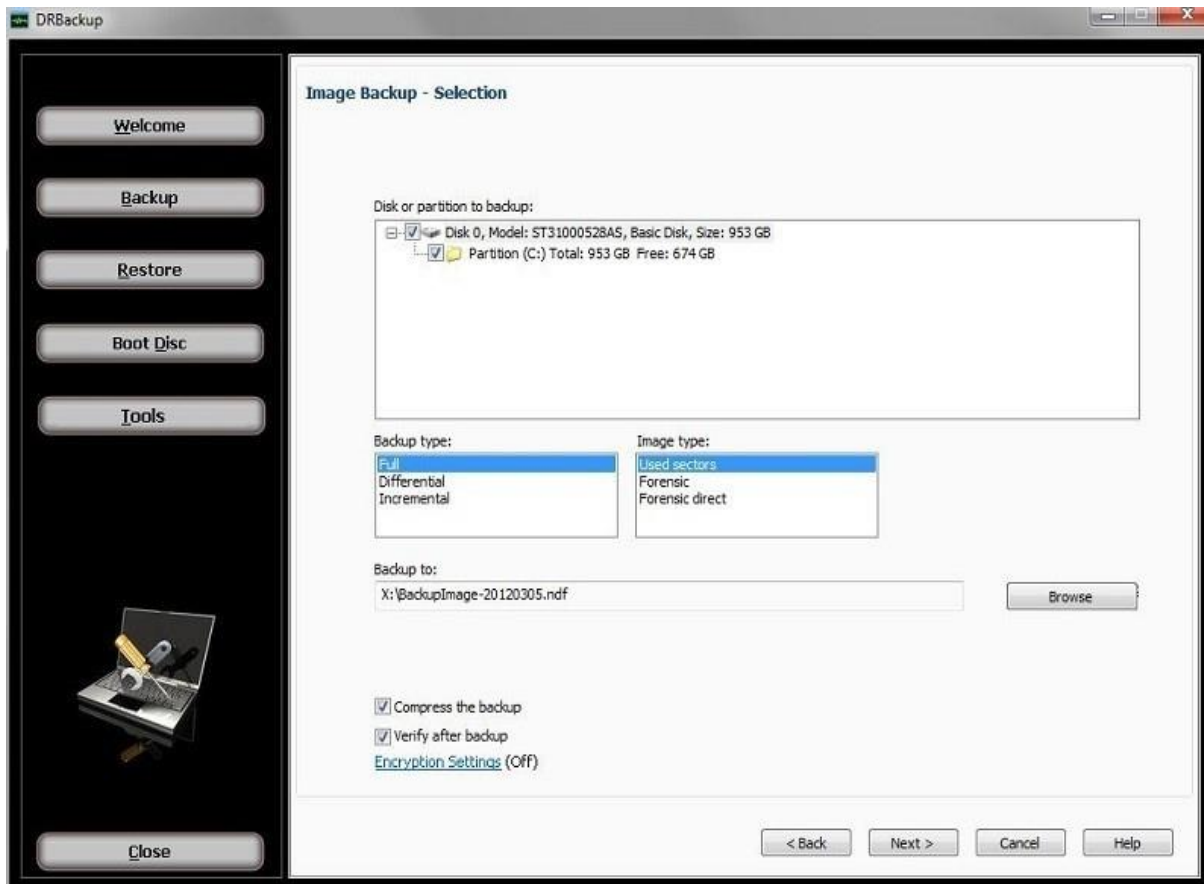 DRBackup
Welcome
Backup
Restore
Boot Disc
Tools
Close
Image Backup - Selection
Disk or partition to backup:
Disk 0, Model: ST31000528AS, Basic Disk, Size: 953 GB
Partition (C:) Total: 953 GB Free: 674 GB
Backup type:
Full
Differential
Incremental
Image type:
Used sectors
Forensic
Forensic direct
Backup to:
X:\BackupImage-20120305.ndf
Browse
Compress the backup
Verify after backup
Encryption Settings (Off)
< Back
Next >
Cancel
Help